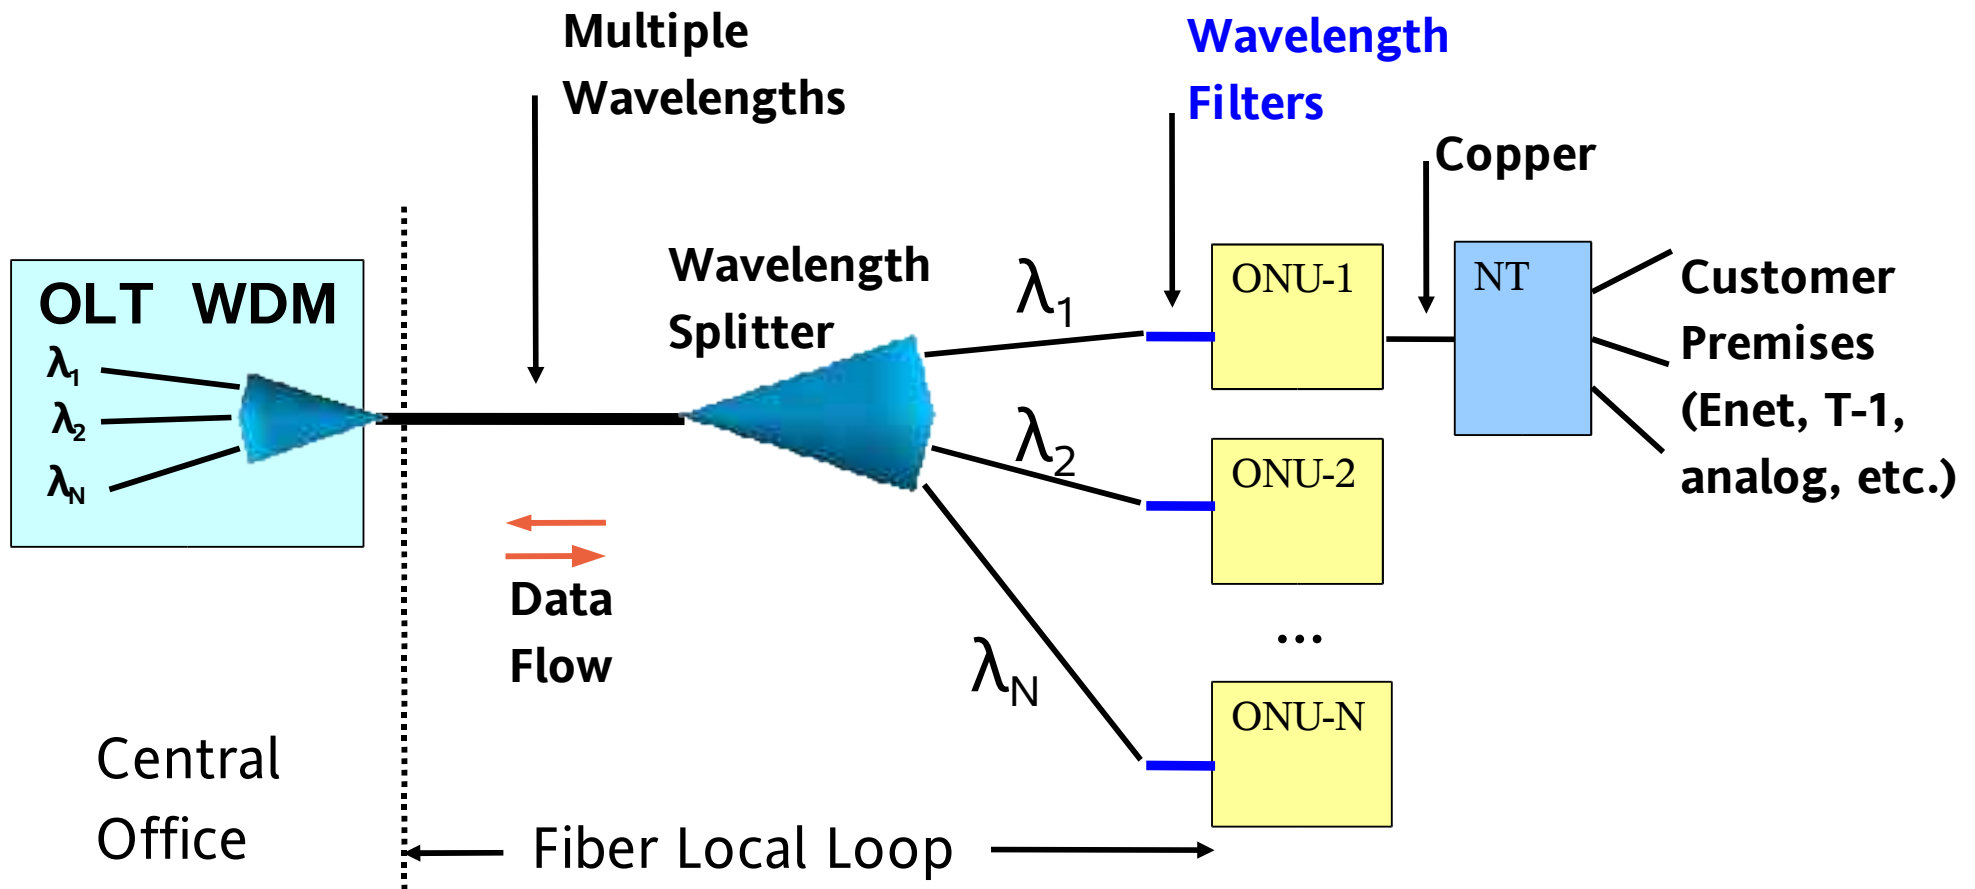 Multiple
Wavelengths
Wavelength
Filters
Copper
Wavelength
Splitter
OLT WDM
λ1
λ2
λN
λ1
λ2
λN
ONU-1
ONU-2
...
ONU-N
NT
Customer
Premises
(Enet, T-1,
analog, etc.)
Data
Flow
Central
Office
Fiber Local Loop